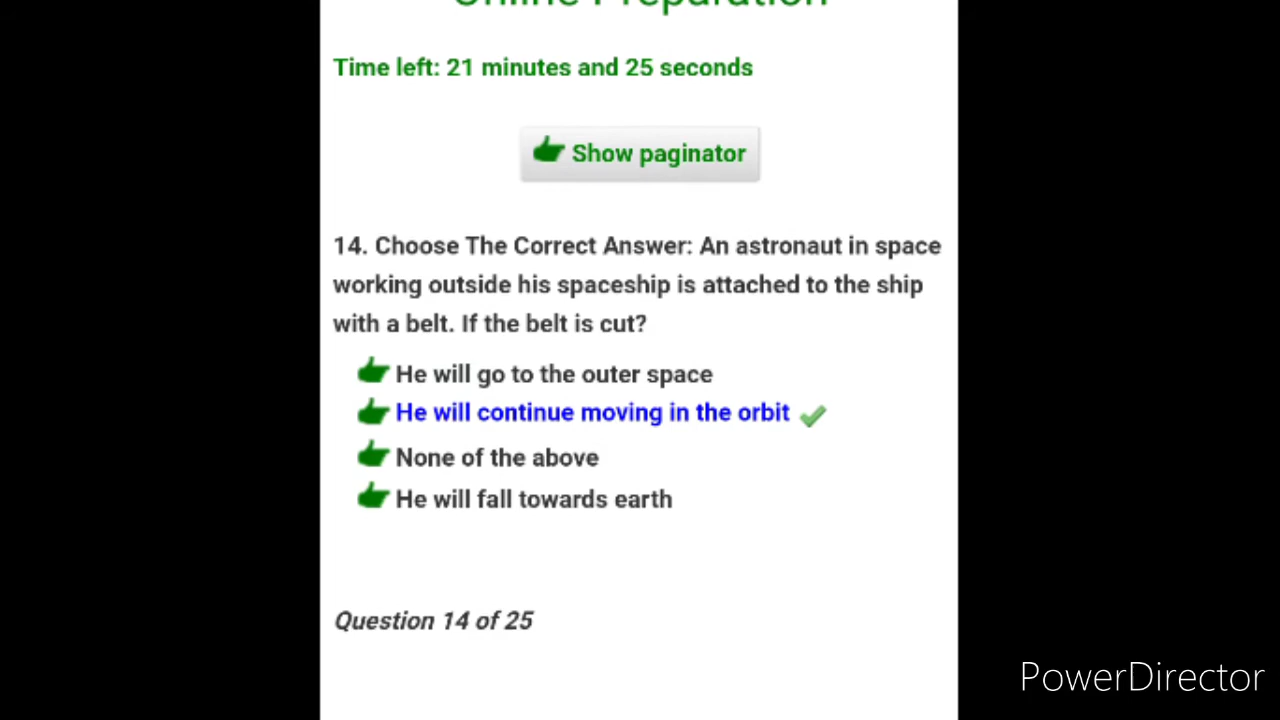 Online Preparation
Time left: 21 minutes and 25 seconds
Show paginator
14. Choose The Correct Answer: An astronaut in space
working outside his spaceship is attached to the ship
with a belt. If the belt is cut?
He will go to the outer space
He will continue moving in the orbit
None of the above
He will fall towards earth
Question 14 of 25
PowerDirector